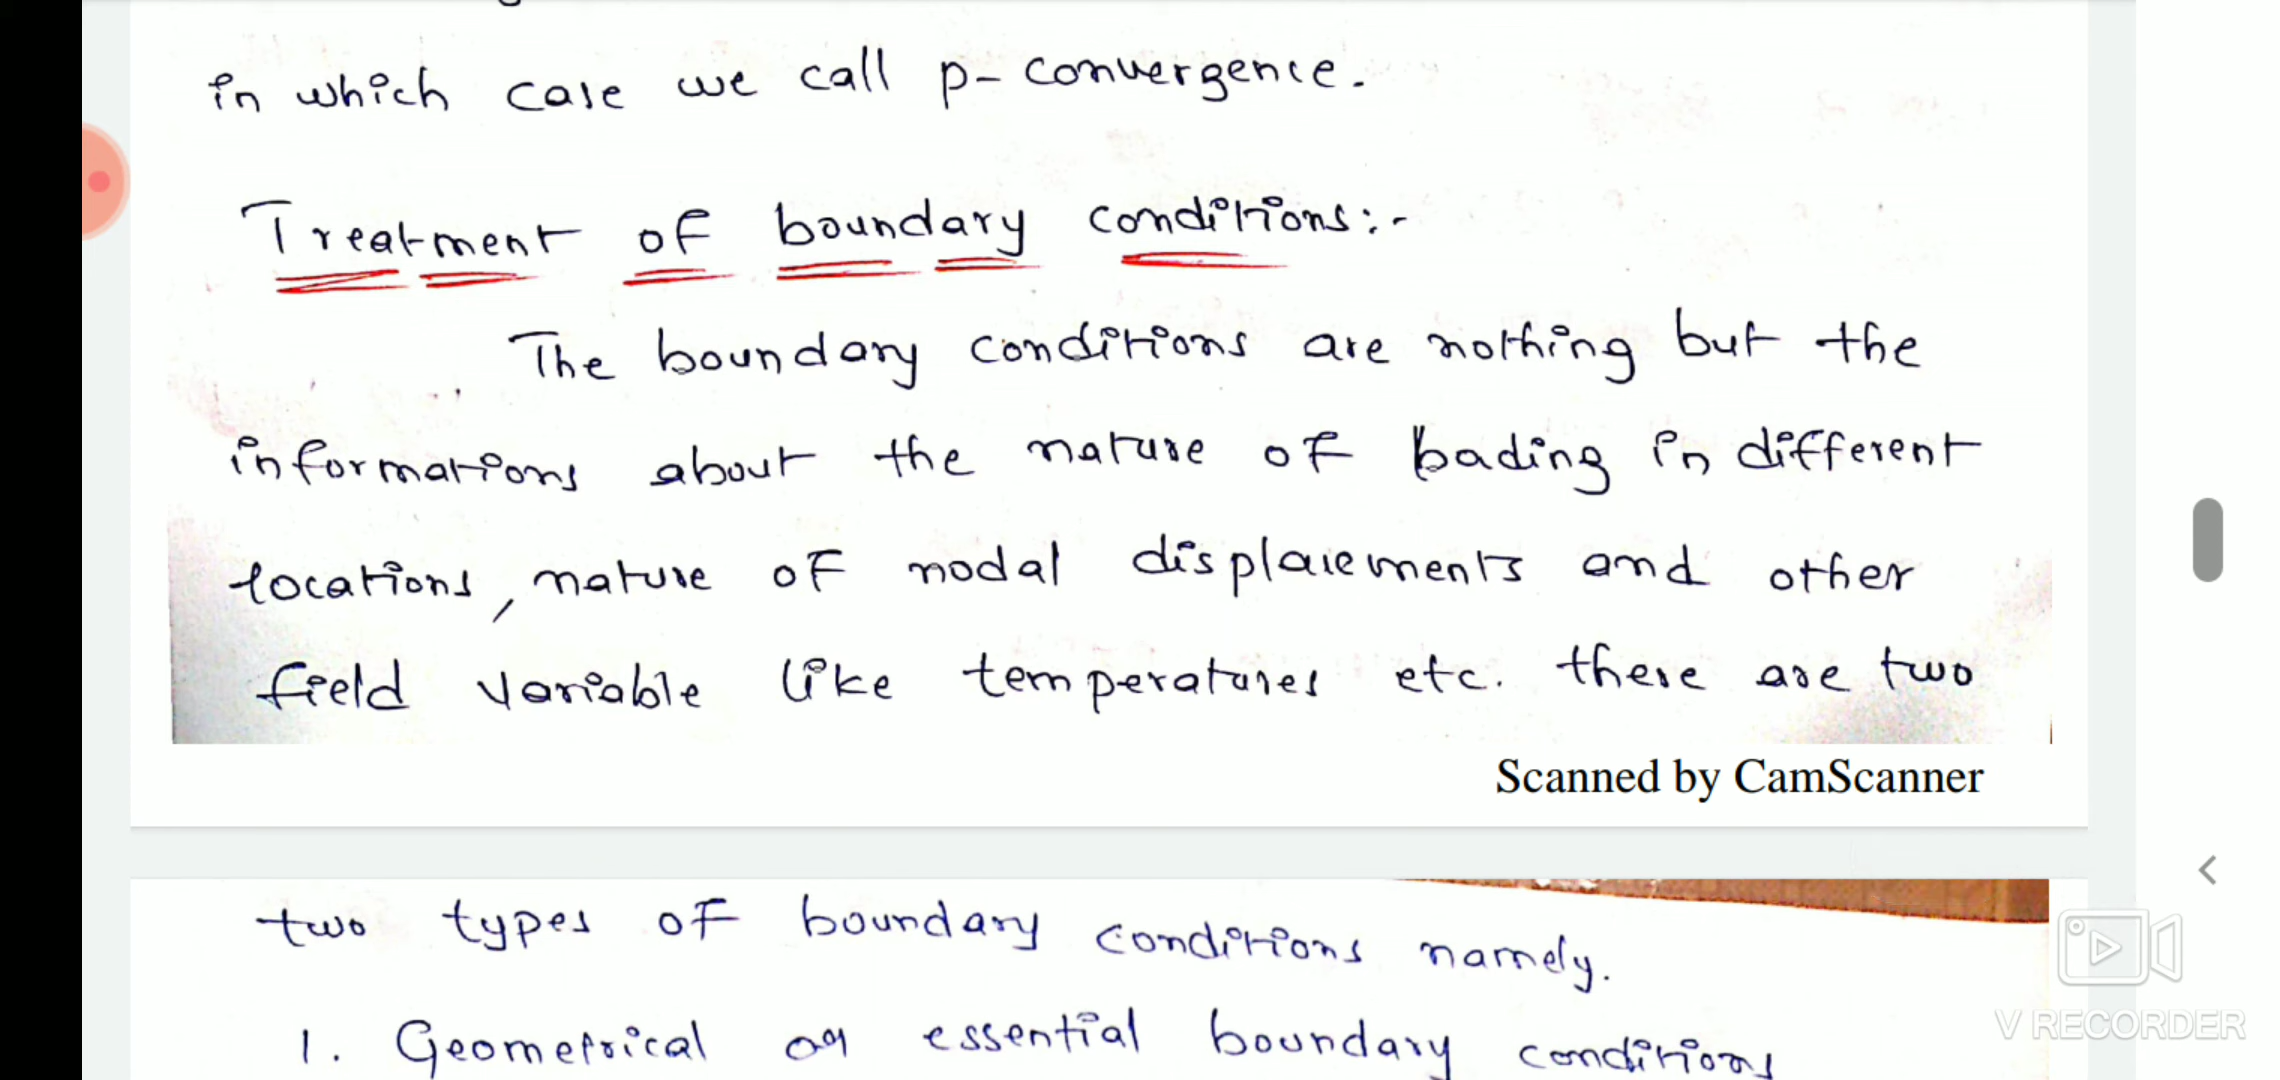 in which case we call p-convergence.
Treatment of boundary conditions:-
The boundary conditions are nothing but the
informations about the nature of loading in different
locations, nature of nodal displacements and other
field variable like temperatures etc. there are two
Scanned by CamScanner
two types of boundary conditions namely.
1. Geometrical or essential boundary conditions
V RECORDER